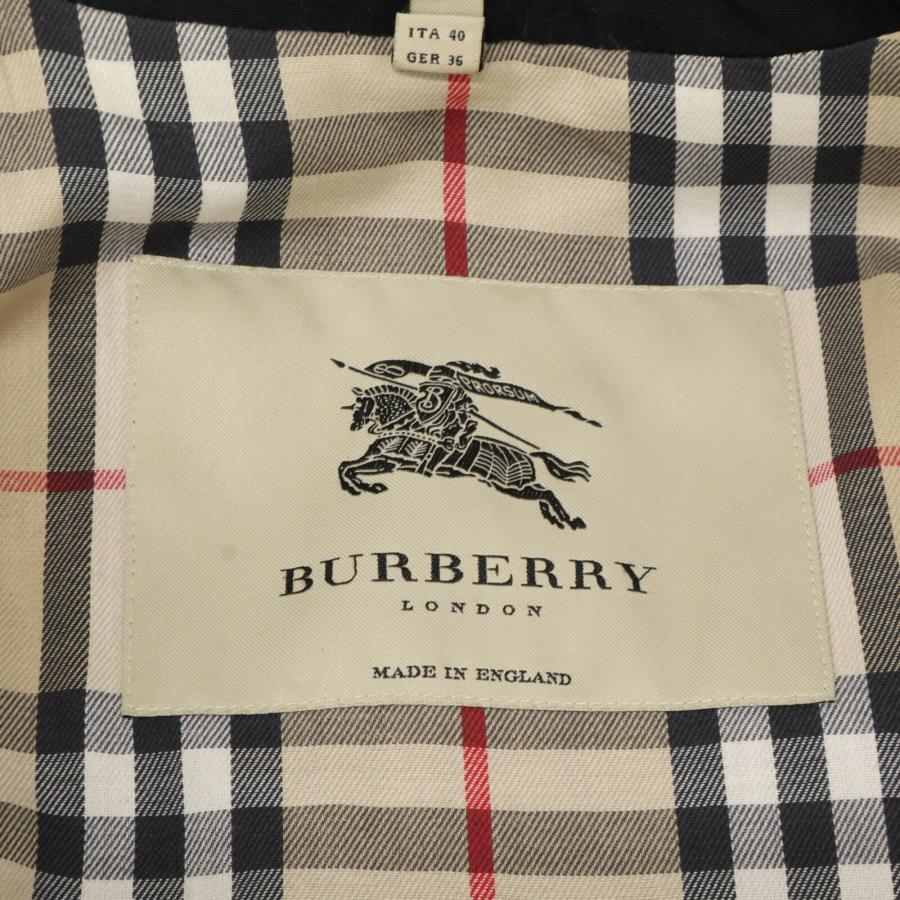 ITA 40
GER 36
B PRORSUM
B
BURBERRY
LONDON
MADE IN ENGLAND